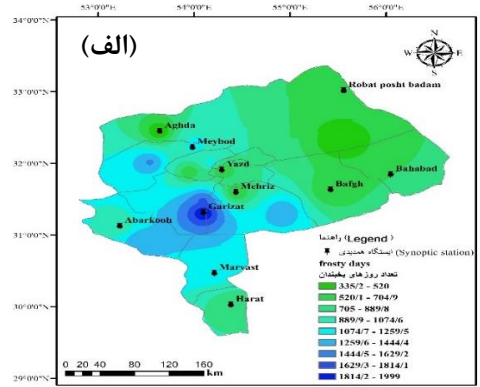 53°0'0"E 54°0'0"E 55°0'0"E 56°0'0"E
34°0'0"N
(الف)
N
W E
S
33°0'0"N
Robat posht badam
Aghda
Meybod
32°0'0"N
Yazd
Mehriz
Bafgh
Bahabad
Garizat
Abarkooh
31°0'0"N
Marvast
30°0'0"N
Harat
29°0'0"N
راهنما (Legend)
ایستگاه همدیدی (Synoptic station)
frosty days
تعداد روزهای یخبندان
335/2 - 520
520/1 - 704/9
705 - 889/8
889/9 - 1074/6
1074/7 - 1259/5
1259/6 - 1444/4
1444/5 - 1629/2
1629/3 - 1814/1
1814/2 - 1999
0 20 40 80 120 160
km